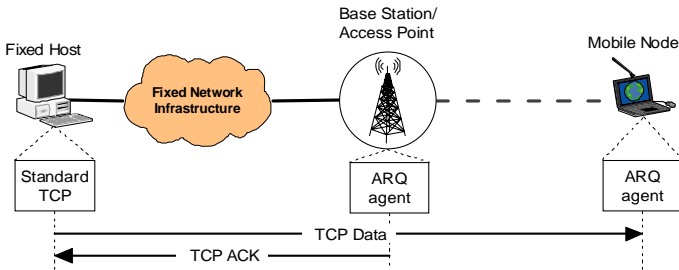 Base Station/
Access Point
Fixed Host
Mobile Node
Fixed Network
Infrastructure
Standard
TCP
ARQ
agent
ARQ
agent
TCP Data
TCP ACK